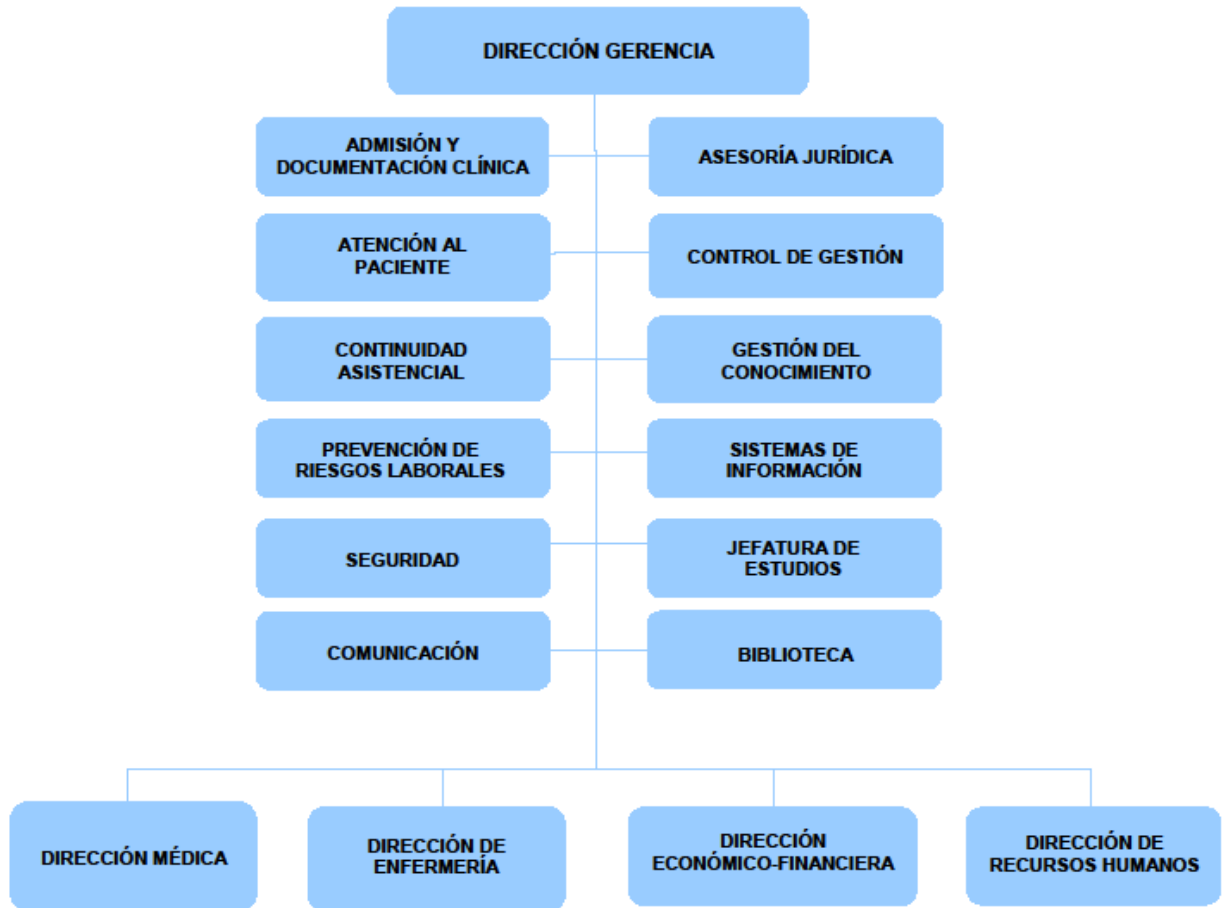 DIRECCIÓN GERENCIA
ADMISIÓN Y
DOCUMENTACIÓN CLÍNICA
ASESORÍA JURÍDICA
ATENCIÓN AL
PACIENTE
CONTROL DE GESTIÓN
CONTINUIDAD
ASISTENCIAL
GESTIÓN DEL
CONOCIMIENTO
PREVENCIÓN DE
RIESGOS LABORALES
SISTEMAS DE
INFORMACIÓN
SEGURIDAD
JEFATURA DE
ESTUDIOS
COMUNICACIÓN
BIBLIOTECA
DIRECCIÓN MÉDICA
DIRECCIÓN DE
ENFERMERÍA
DIRECCIÓN
ECONÓMICO-FINANCIERA
DIRECCIÓN DE
RECURSOS HUMANOS